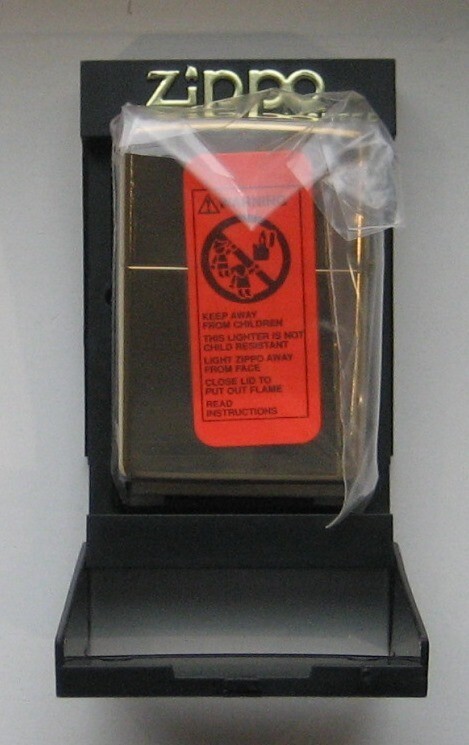 zippo
WARNING
KEEP AWAY
FROM CHILDREN
THIS LIGHTER IS NOT
CHILD RESISTANT
LIGHT ZIPPO AWAY
FROM FACE
CLOSE LID TO
PUT OUT FLAME
READ
INSTRUCTIONS